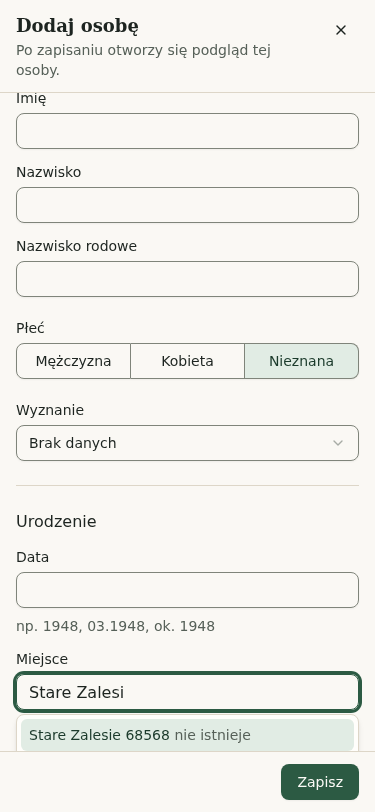 Dodaj osobę
Po zapisaniu otworzy się podgląd tej
osoby.
Imię
Nazwisko
Nazwisko rodowe
Płeć
Mężczyzna Kobieta Nieznana
Wyznanie
Brak danych
Urodzenie
Data
np. 1948, 03.1948, ok. 1948
Miejsce
Stare Zalesi
Stare Zalesie 68568 nie istnieje
Zapisz